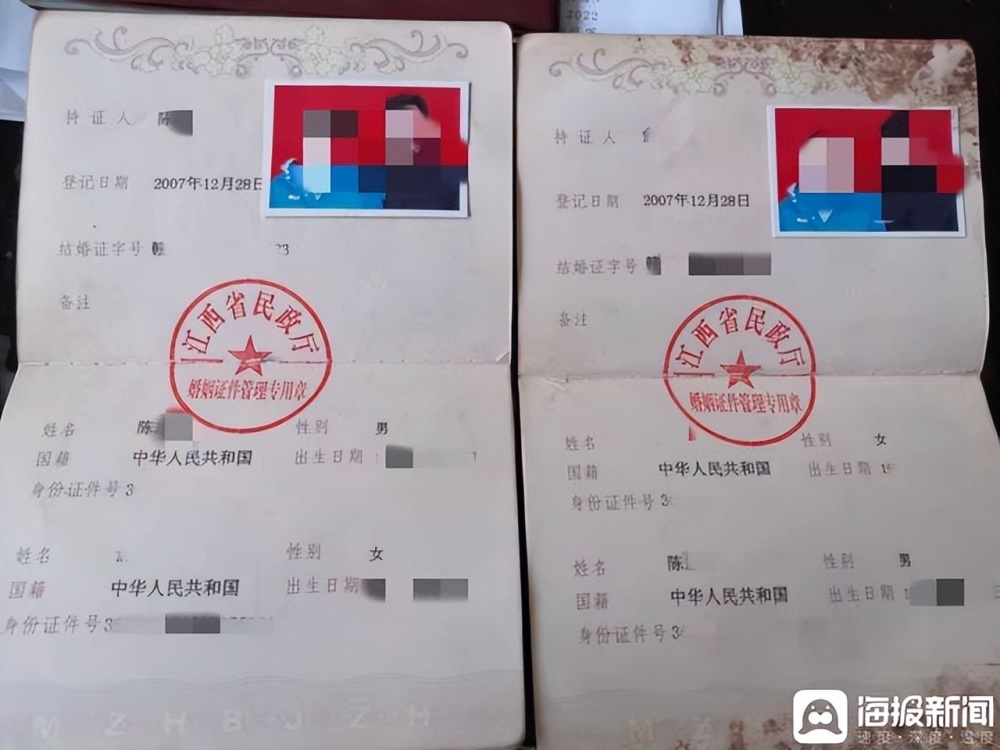 持证人 陈
登记日期 2007年12月28日
结婚证字号
备注
江西省民政厅
婚姻证件管理专用章
姓名 陈 性别 男
国籍 中华人民共和国 出生日期 1
身份证件号 3
姓名 性别 女
国籍 中华人民共和国 出生日期
身份证件号 3
MZHBJZH
持证人
登记日期 2007年12月28日
结婚证字号
备注
江西省民政厅
婚姻证件管理专用章
姓名 性别 女
国籍 中华人民共和国 出生日期 19
身份证件号 3
姓名 陈 性别 男
国籍 中华人民共和国 出生日期 1
身份证件号 3
MZ
海报新闻
速度·深度·温度